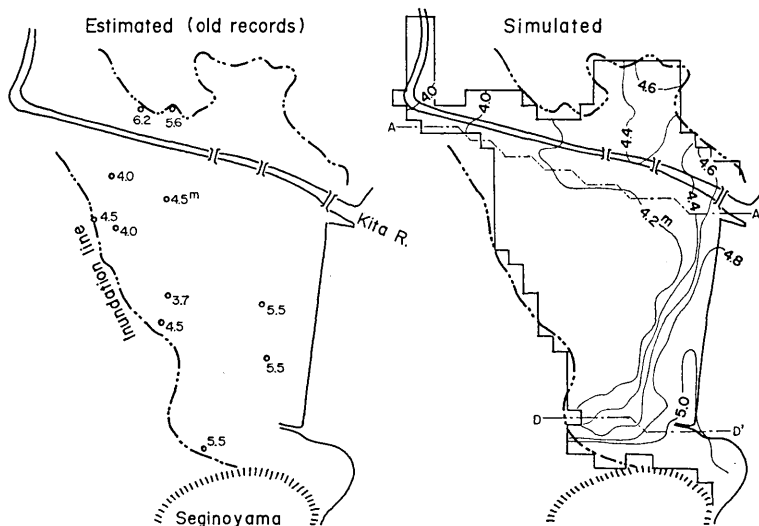 Estimated (old records)
6.2
5.6
4.0
4.5m
4.5
4.0
Kita R.
Inundation line
3.7
4.5
5.5
5.5
5.5
Seginoyama
Simulated
4.0
4.0
4.6
4.4
A
4.6
4.4
A'
4.2m
4.8
5.0
D
D'